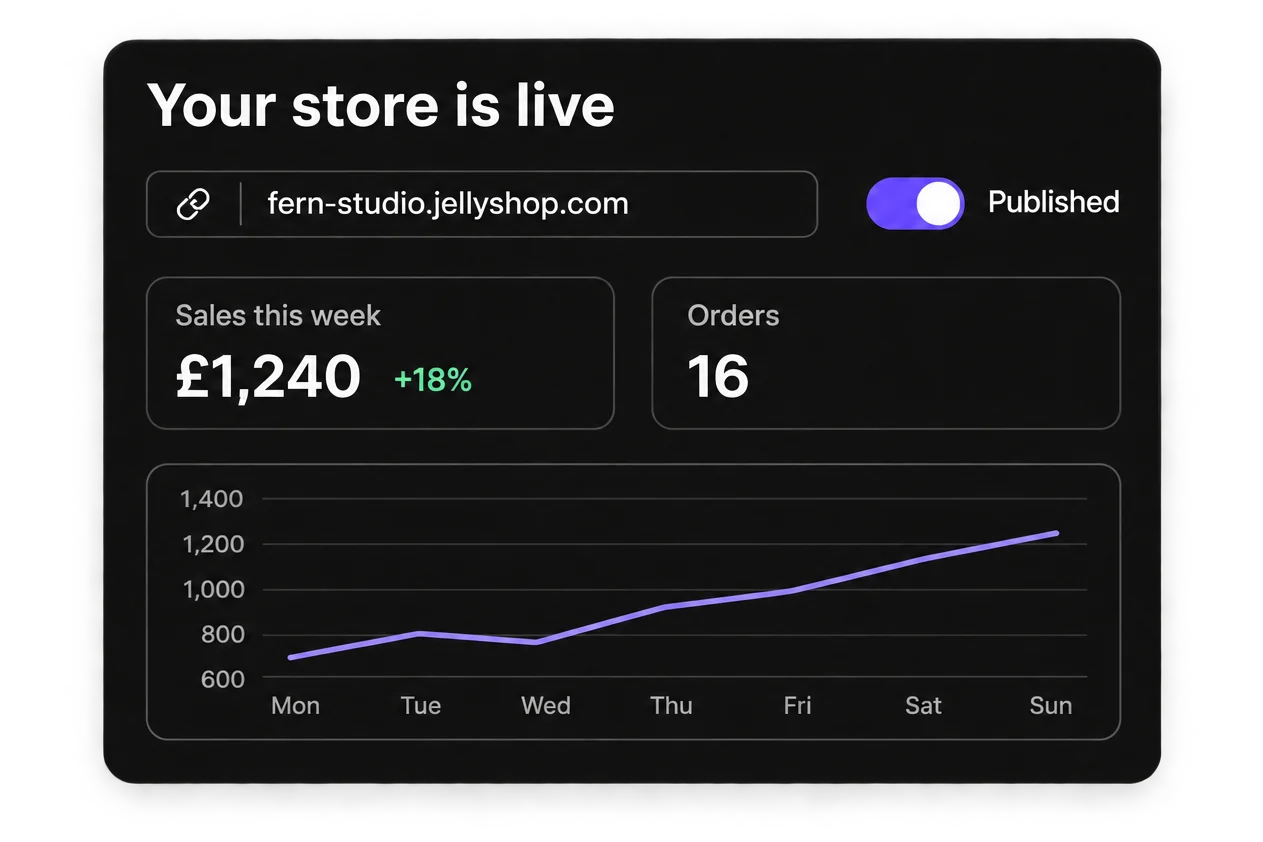 Your store is live
fern-studio.jellyshop.com
Published
Sales this week
£1,240 +18%
Orders
16
1,400
1,200
1,000
800
600
Mon Tue Wed Thu Fri Sat Sun